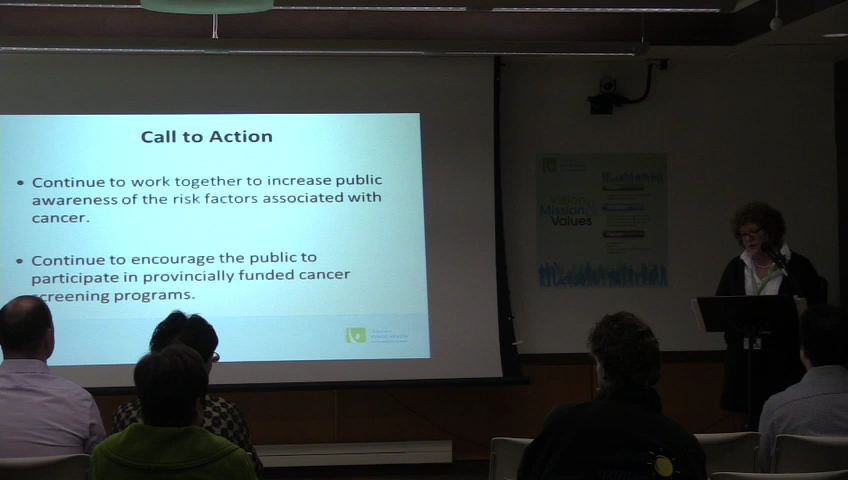 Call to Action
• Continue to work together to increase public
awareness of the risk factors associated with
cancer.
• Continue to encourage the public to
participate in provincially funded cancer
screening programs.
Vision
Mission &
Values